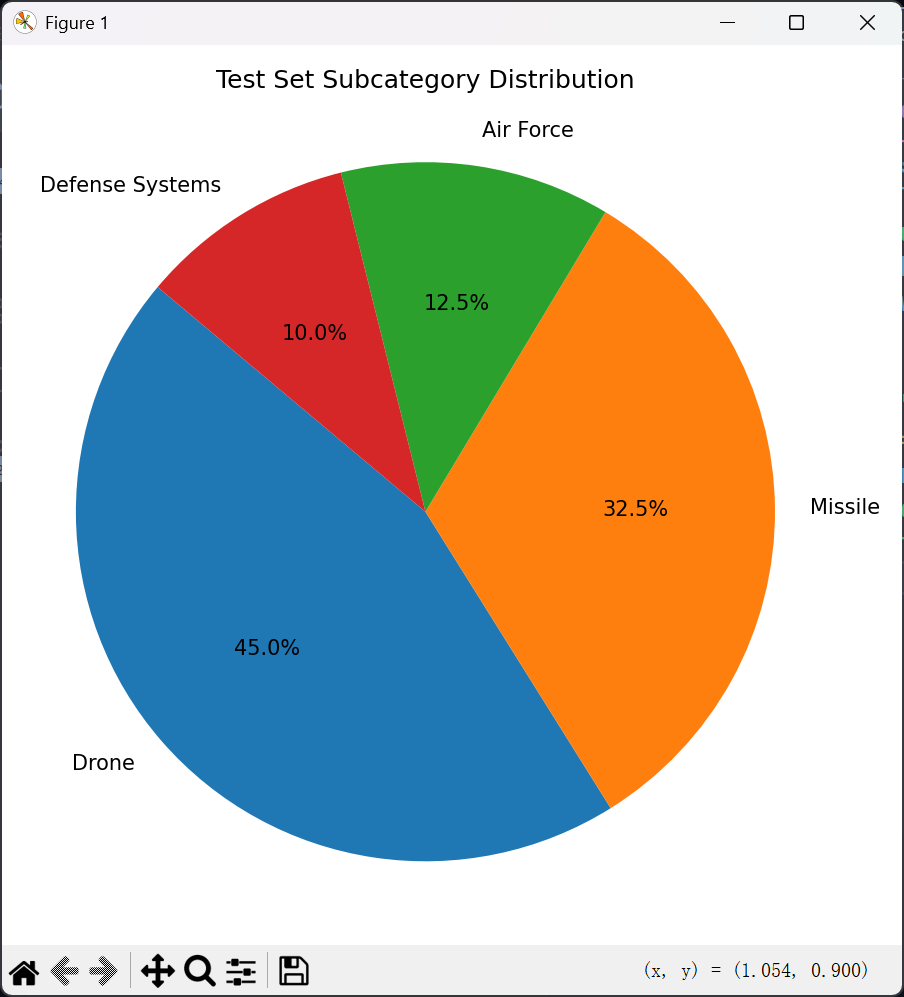 Figure 1
Test Set Subcategory Distribution
Air Force
Defense Systems
12.5%
10.0%
Missile
32.5%
45.0%
Drone
(x, y) = (1.054, 0.900)